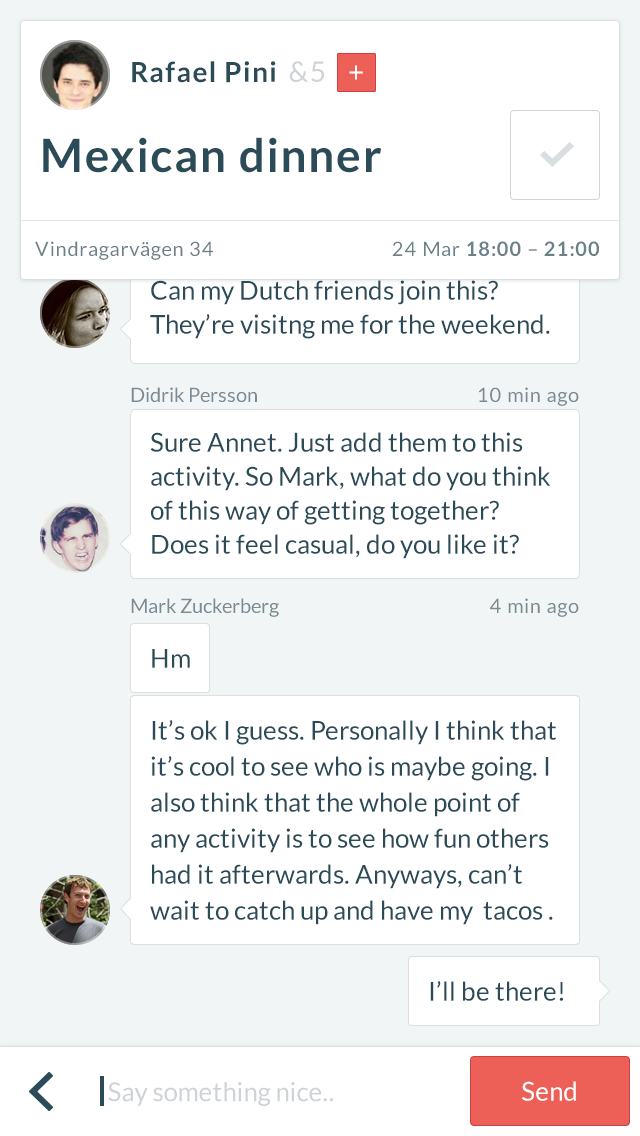 Rafael Pini &5 +
Mexican dinner
Vindragarvägen 34 24 Mar 18:00 – 21:00
Can my Dutch friends join this?
They’re visitng me for the weekend.
Didrik Persson 10 min ago
Sure Annet. Just add them to this
activity. So Mark, what do you think
of this way of getting together?
Does it feel casual, do you like it?
Mark Zuckerberg 4 min ago
Hm
It’s ok I guess. Personally I think that
it’s cool to see who is maybe going. I
also think that the whole point of
any activity is to see how fun others
had it afterwards. Anyways, can’t
wait to catch up and have my tacos .
I’ll be there!
Say something nice..
Send